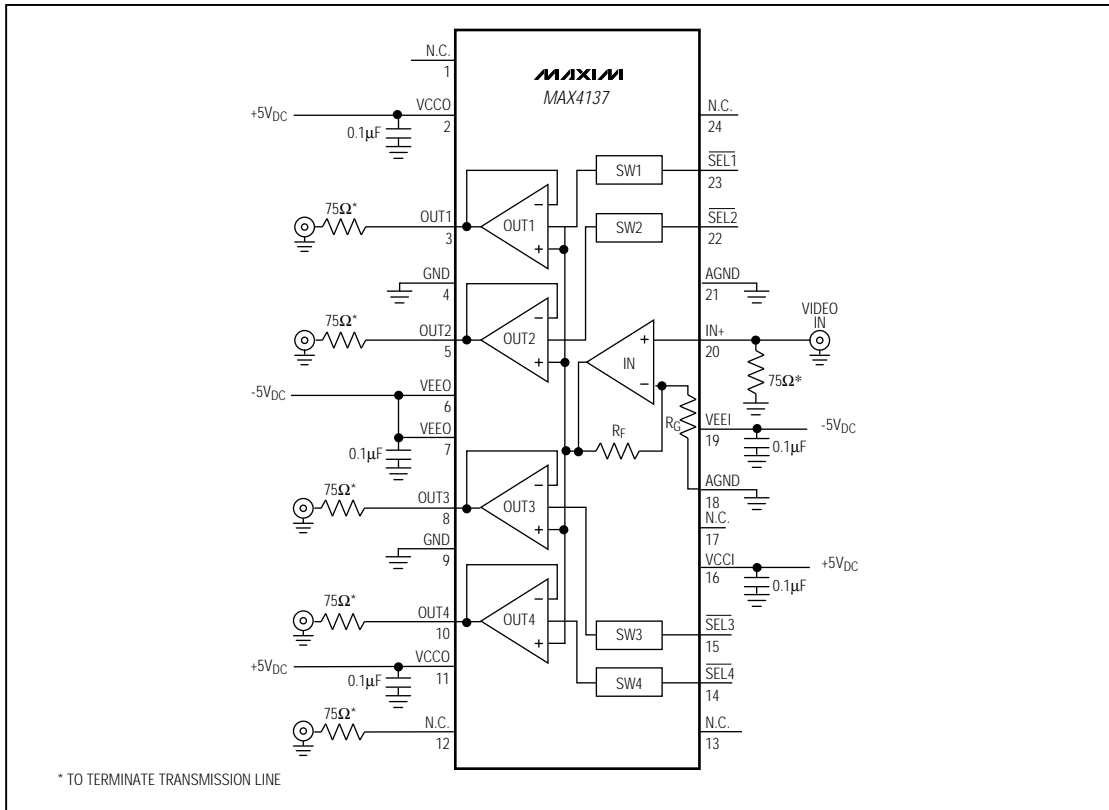 MAXIM
MAX4137
N.C.
1
+5VDC
VCCO
2
0.1μF
75Ω*
OUT1
3
GND
4
75Ω*
OUT2
5
-5VDC
VEEO
6
VEEO
7
0.1μF
75Ω*
OUT3
8
GND
9
75Ω*
OUT4
10
+5VDC
VCCO
11
0.1μF
75Ω*
N.C.
12
OUT1
OUT2
OUT3
OUT4
SW1
SW2
IN
RF
RG
SW3
SW4
N.C.
24
SEL1
23
SEL2
22
AGND
21
VIDEO
IN
IN+
20
75Ω*
VEEI
19
-5VDC
0.1μF
AGND
18
N.C.
17
VCCI
16
+5VDC
0.1μF
SEL3
15
SEL4
14
N.C.
13
* TO TERMINATE TRANSMISSION LINE